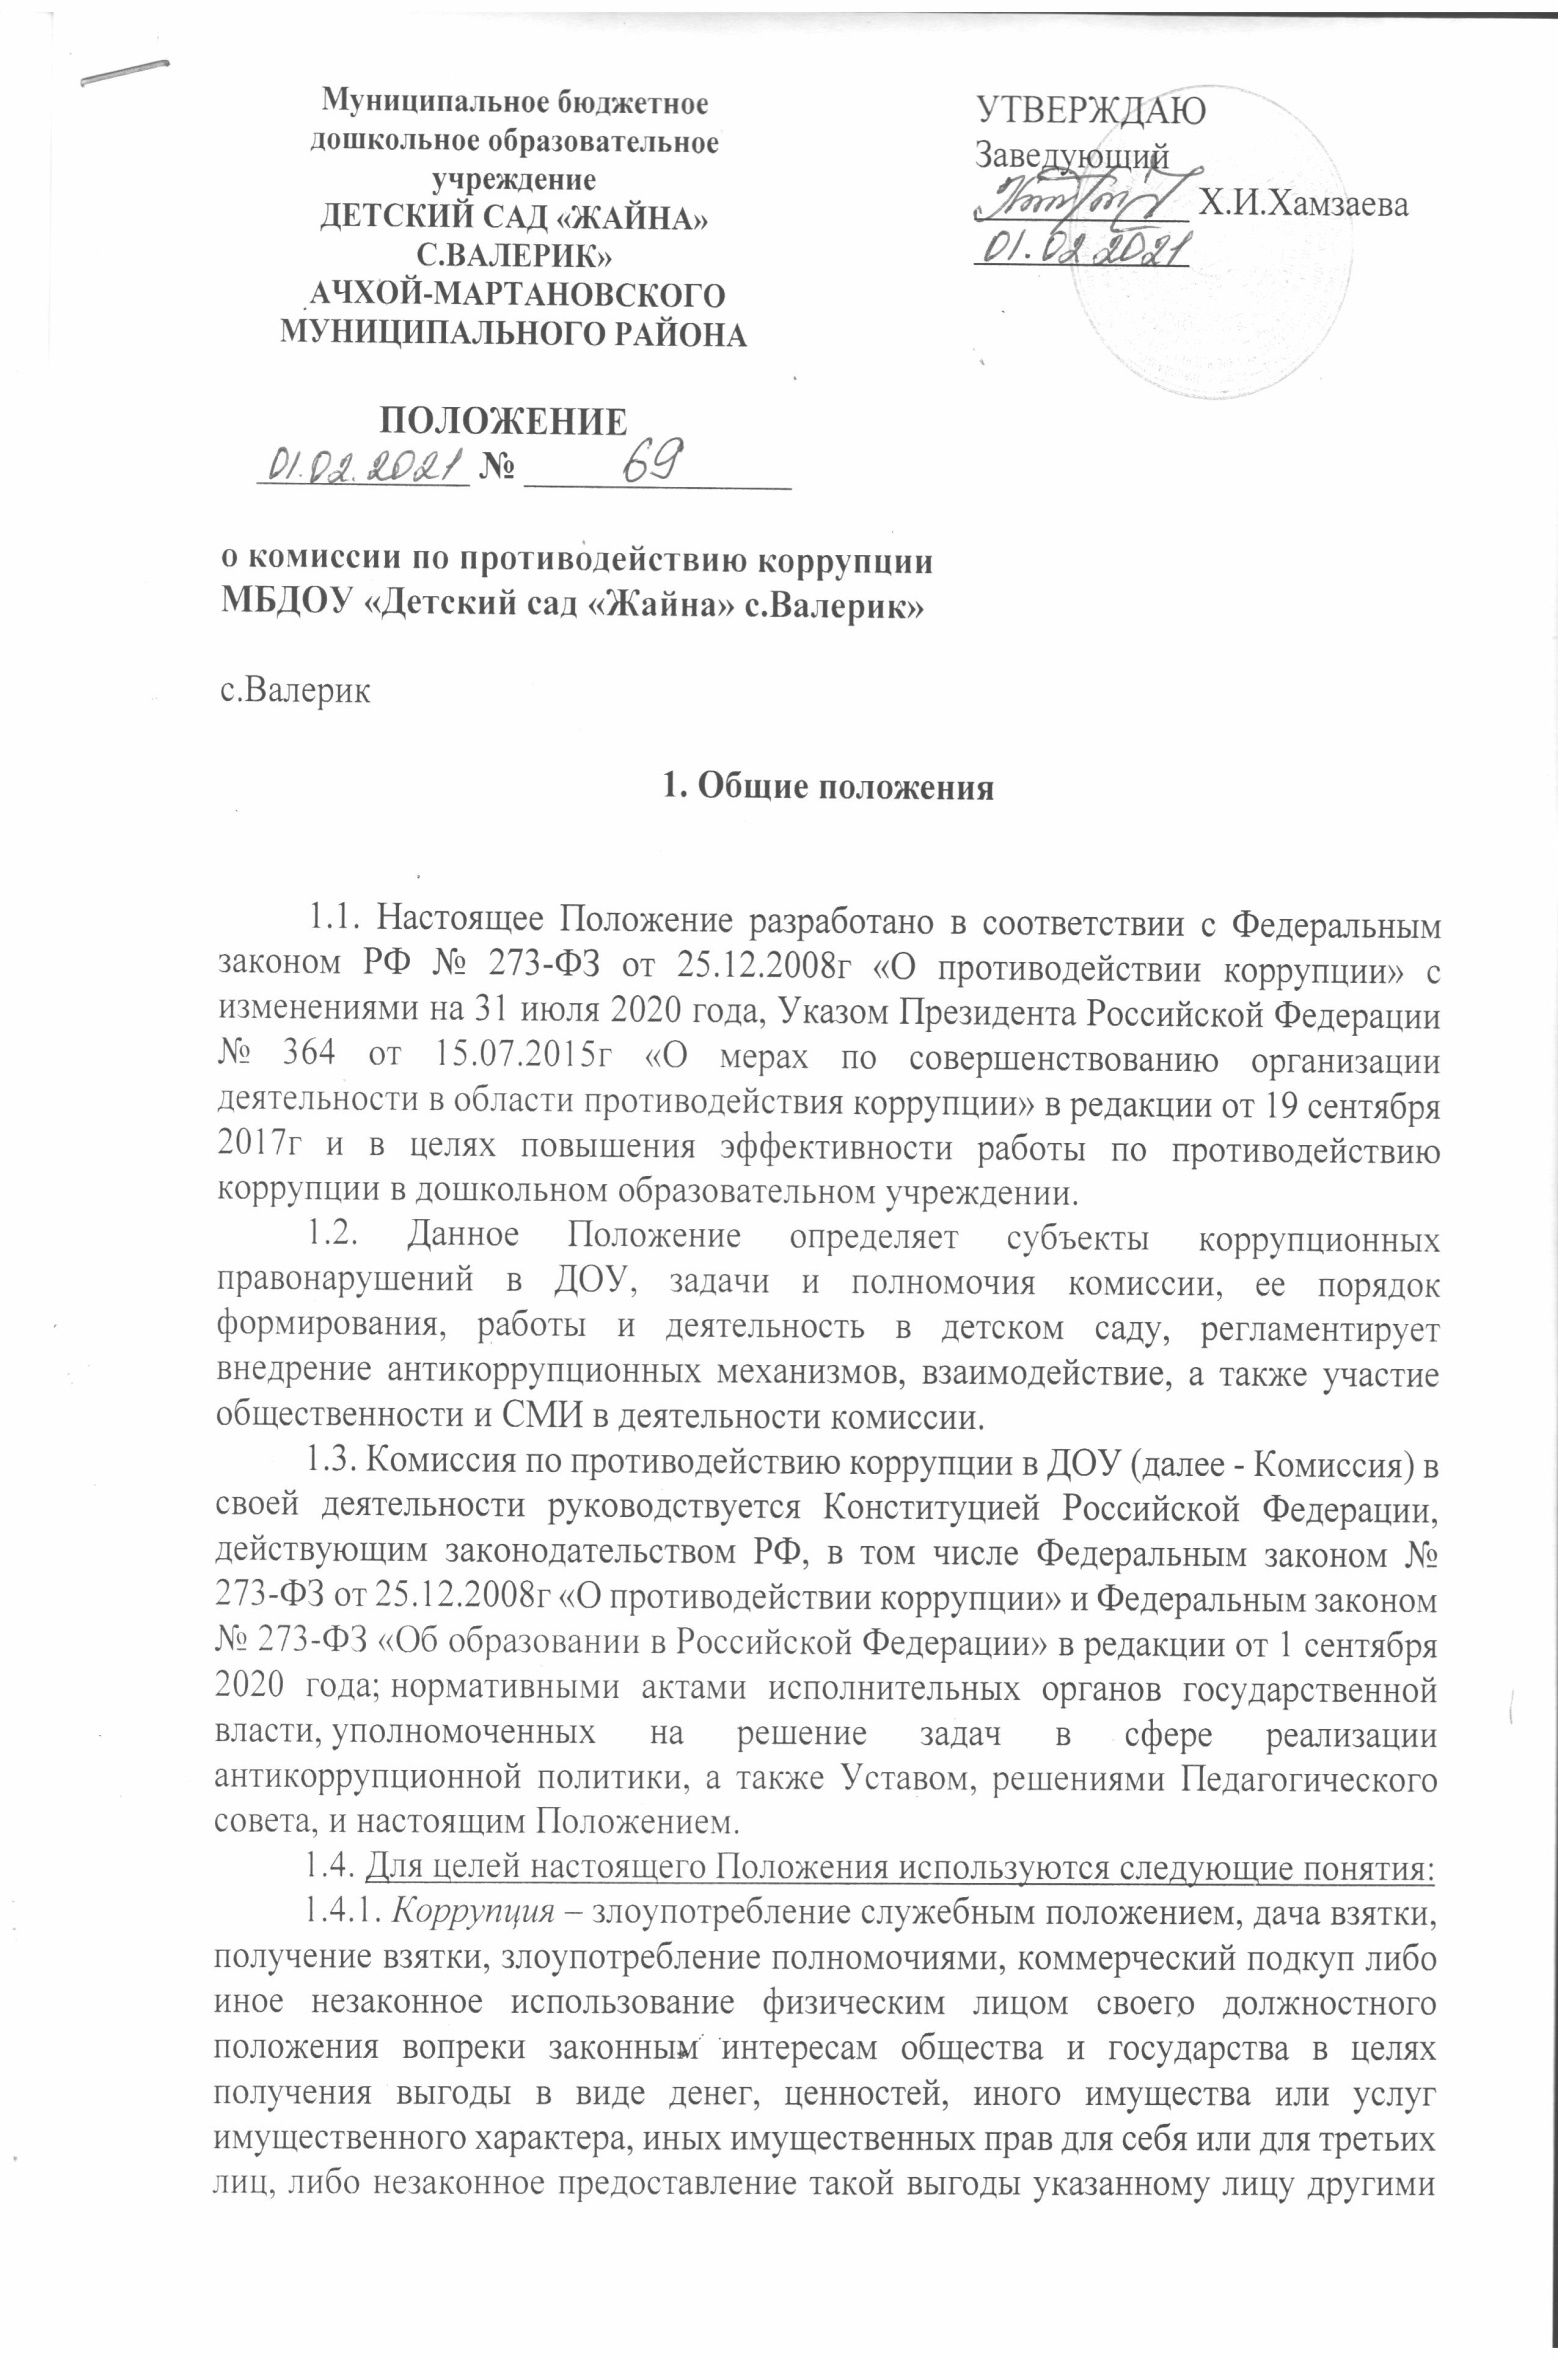 Муниципальное бюджетное
дошкольное образовательное
учреждение
ДЕТСКИЙ САД «ЖАЙНА»
С.ВАЛЕРИК»
АЧХОЙ-МАРТАНОВСКОГО
МУНИЦИПАЛЬНОГО РАЙОНА
УТВЕРЖДАЮ
Заведующий
Х.И.Хамзаева
01.02.2021
ПОЛОЖЕНИЕ
01.02.2021 № 69
о комиссии по противодействию коррупции
МБДОУ «Детский сад «Жайна» с.Валерик»
с.Валерик
1. Общие положения
1.1. Настоящее Положение разработано в соответствии с Федеральным
законом РФ № 273-ФЗ от 25.12.2008г «О противодействии коррупции» с
изменениями на 31 июля 2020 года, Указом Президента Российской Федерации
№ 364 от 15.07.2015г «О мерах по совершенствованию организации
деятельности в области противодействия коррупции» в редакции от 19 сентября
2017г и в целях повышения эффективности работы по противодействию
коррупции в дошкольном образовательном учреждении.
1.2. Данное Положение определяет субъекты коррупционных
правонарушений в ДОУ, задачи и полномочия комиссии, ее порядок
формирования, работы и деятельность в детском саду, регламентирует
внедрение антикоррупционных механизмов, взаимодействие, а также участие
общественности и СМИ в деятельности комиссии.
1.3. Комиссия по противодействию коррупции в ДОУ (далее - Комиссия) в
своей деятельности руководствуется Конституцией Российской Федерации,
действующим законодательством РФ, в том числе Федеральным законом №
273-ФЗ от 25.12.2008г «О противодействии коррупции» и Федеральным законом
№ 273-ФЗ «Об образовании в Российской Федерации» в редакции от 1 сентября
2020 года; нормативными актами исполнительных органов государственной
власти, уполномоченных на решение задач в сфере реализации
антикоррупционной политики, а также Уставом, решениями Педагогического
совета, и настоящим Положением.
1.4. Для целей настоящего Положения используются следующие понятия:
1.4.1. Коррупция – злоупотребление служебным положением, дача взятки,
получение взятки, злоупотребление полномочиями, коммерческий подкуп либо
иное незаконное использование физическим лицом своего должностного
положения вопреки законным интересам общества и государства в целях
получения выгоды в виде денег, ценностей, иного имущества или услуг
имущественного характера, иных имущественных прав для себя или для третьих
лиц, либо незаконное предоставление такой выгоды указанному лицу другими